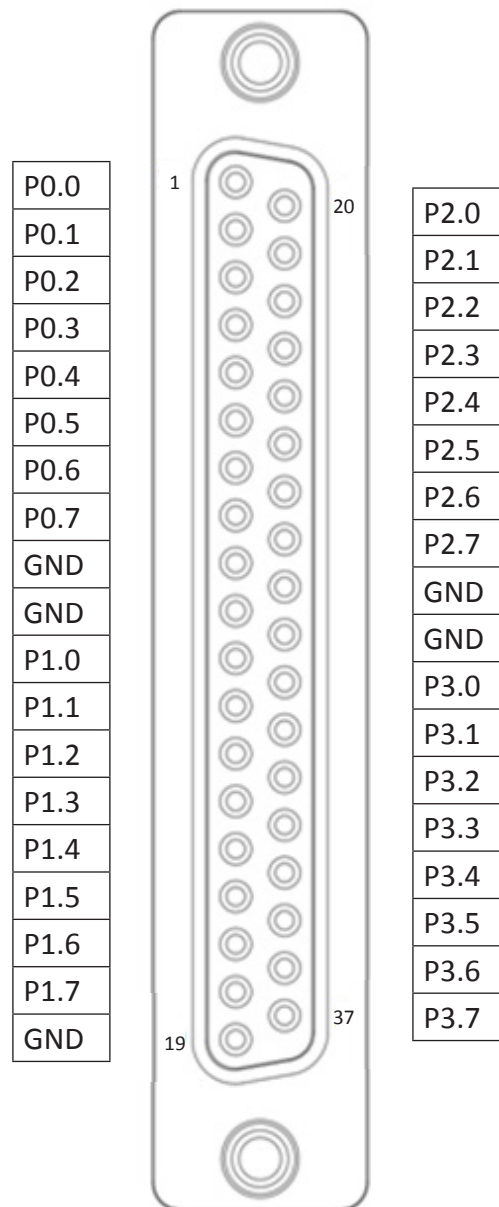 P0.0
P0.1
P0.2
P0.3
P0.4
P0.5
P0.6
P0.7
GND
GND
P1.0
P1.1
P1.2
P1.3
P1.4
P1.5
P1.6
P1.7
GND
1
19
20
37
P2.0
P2.1
P2.2
P2.3
P2.4
P2.5
P2.6
P2.7
GND
GND
P3.0
P3.1
P3.2
P3.3
P3.4
P3.5
P3.6
P3.7